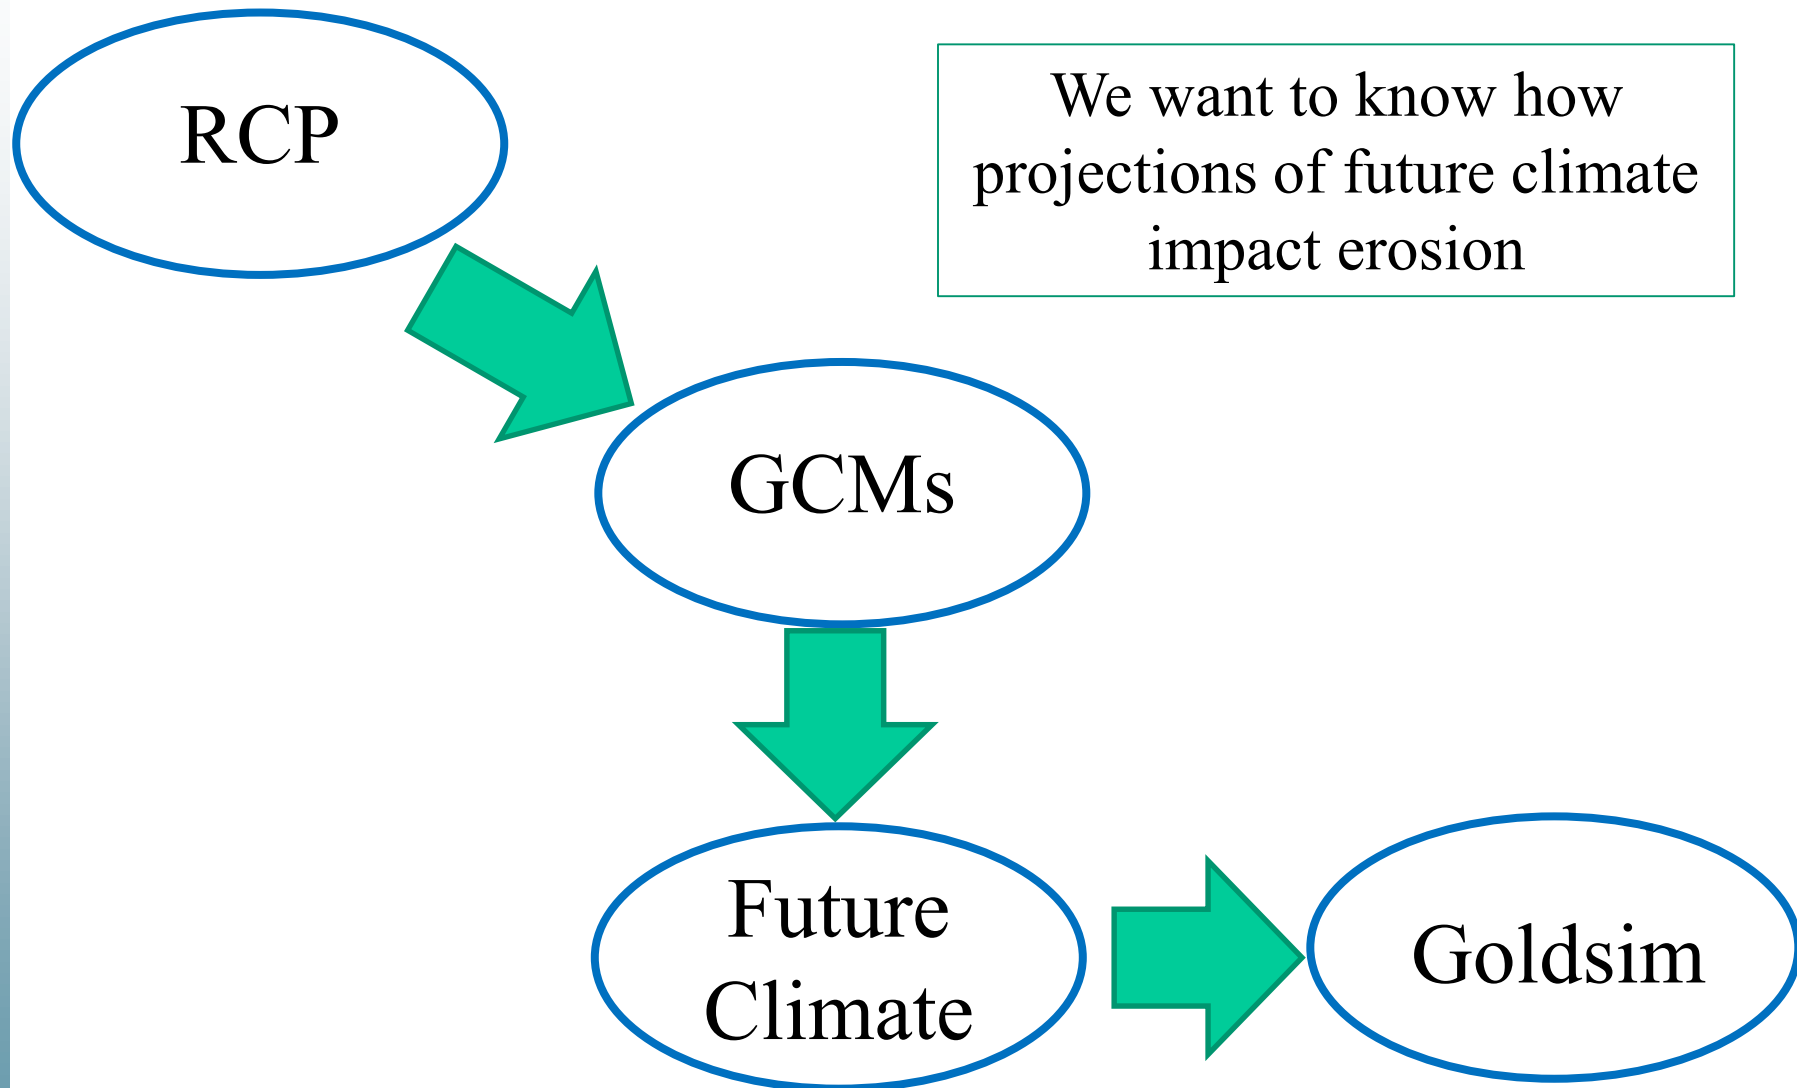 RCP
We want to know how
projections of future climate
impact erosion
GCMs
Future
Climate
Goldsim